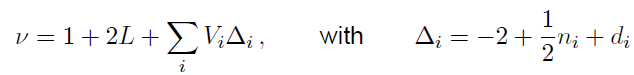 ν = 1 + 2L + ∑_i V_i Δ_i , with Δ_i = −2 + 1/2 n_i + d_i